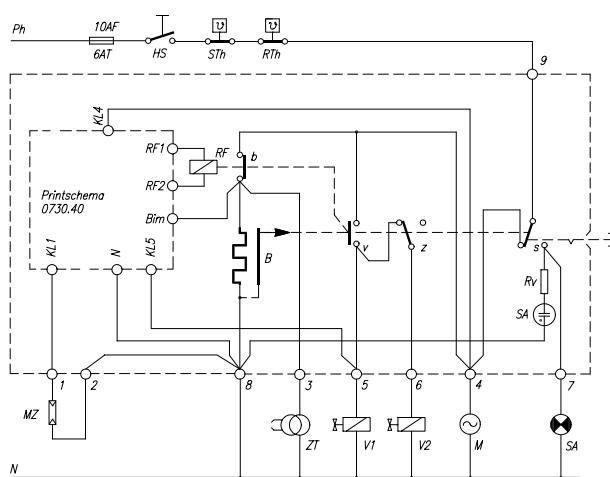 Ph
10AF
6AT
HS
STh
RTh
9
KL4
RF1
RF
b
RF2
Printschema
0730.40
Bim
KL1
N
KL5
B
v
z
s
Rv
SA
1
2
8
3
5
6
4
7
MZ
ZT
V1
V2
M
SA
N